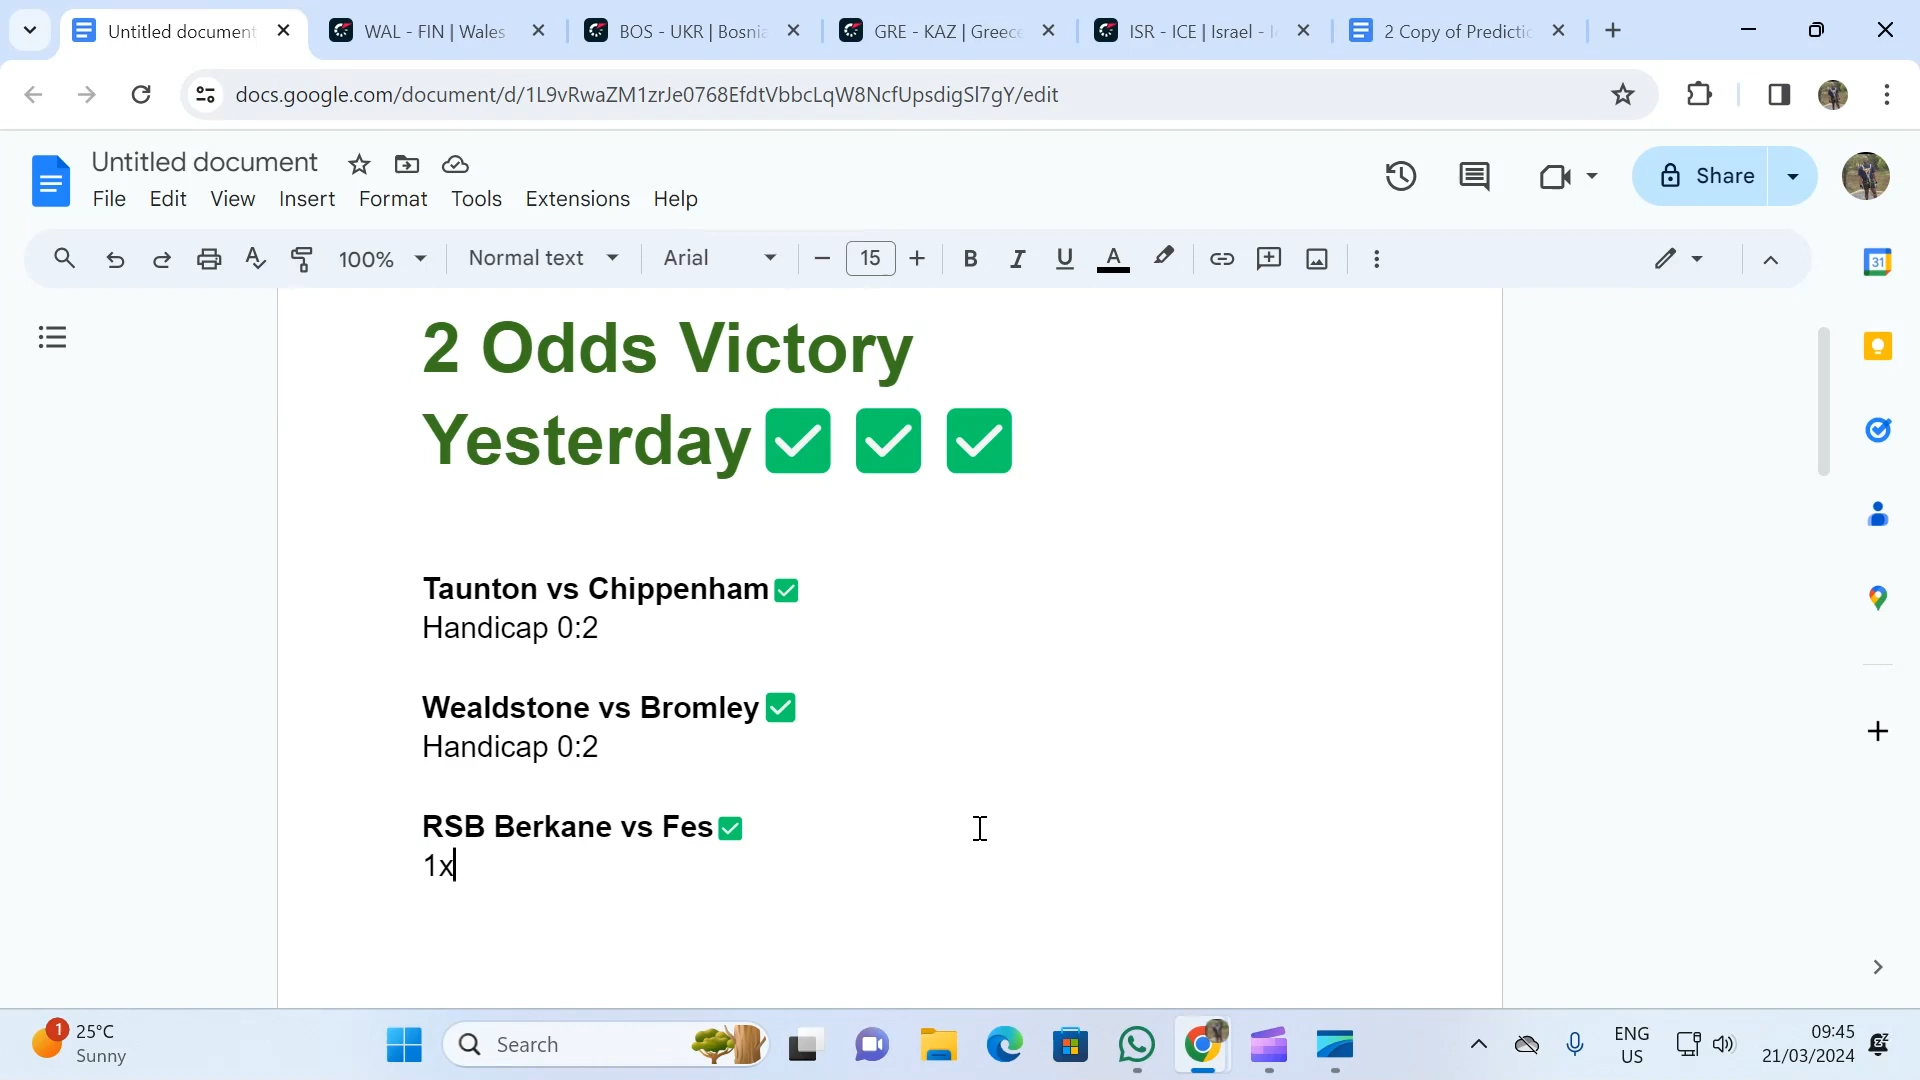 Untitled document
WAL - FIN | Wales
BOS - UKR | Bosnia
GRE - KAZ | Greece
ISR - ICE | Israel -
2 Copy of Predictio
docs.google.com/document/d/1L9vRwaZM1zrJe0768EfdtVbbcLqW8NcfUpsdigSl7gY/edit
Untitled document
File Edit View Insert Format Tools Extensions Help
Share
100% Normal text Arial 15 B I U A
31
2 Odds Victory
Yesterday
Taunton vs Chippenham
Handicap 0:2
Wealdstone vs Bromley
Handicap 0:2
RSB Berkane vs Fes
1x
1
25°C
Sunny
Search
ENG
US
09:45
21/03/2024